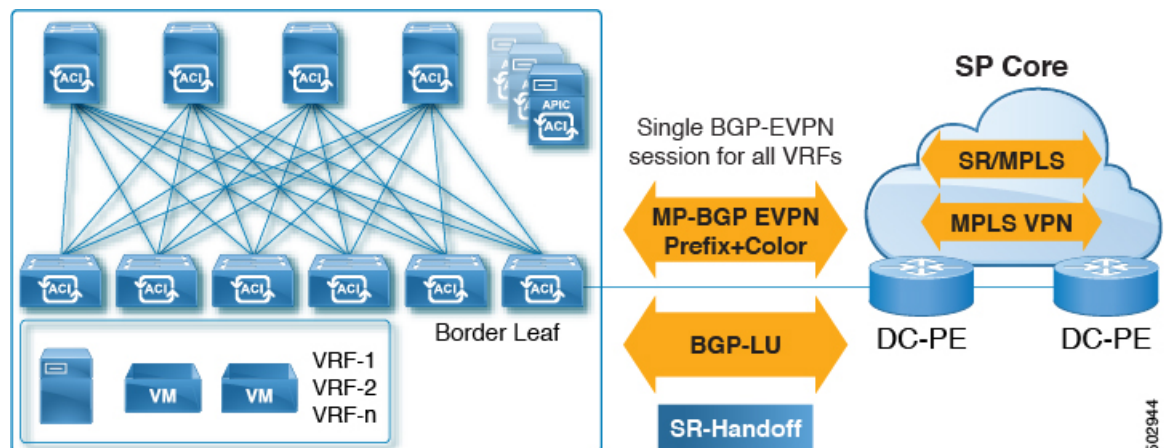 ACI
ACI
ACI
ACI
APIC
ACI
ACI
ACI
ACI
ACI
ACI
ACI
Border Leaf
VM
VM
VRF-1
VRF-2
VRF-n
Single BGP-EVPN
session for all VRFs
MP-BGP EVPN
Prefix+Color
BGP-LU
SR-Handoff
SP Core
SR/MPLS
MPLS VPN
DC-PE
DC-PE